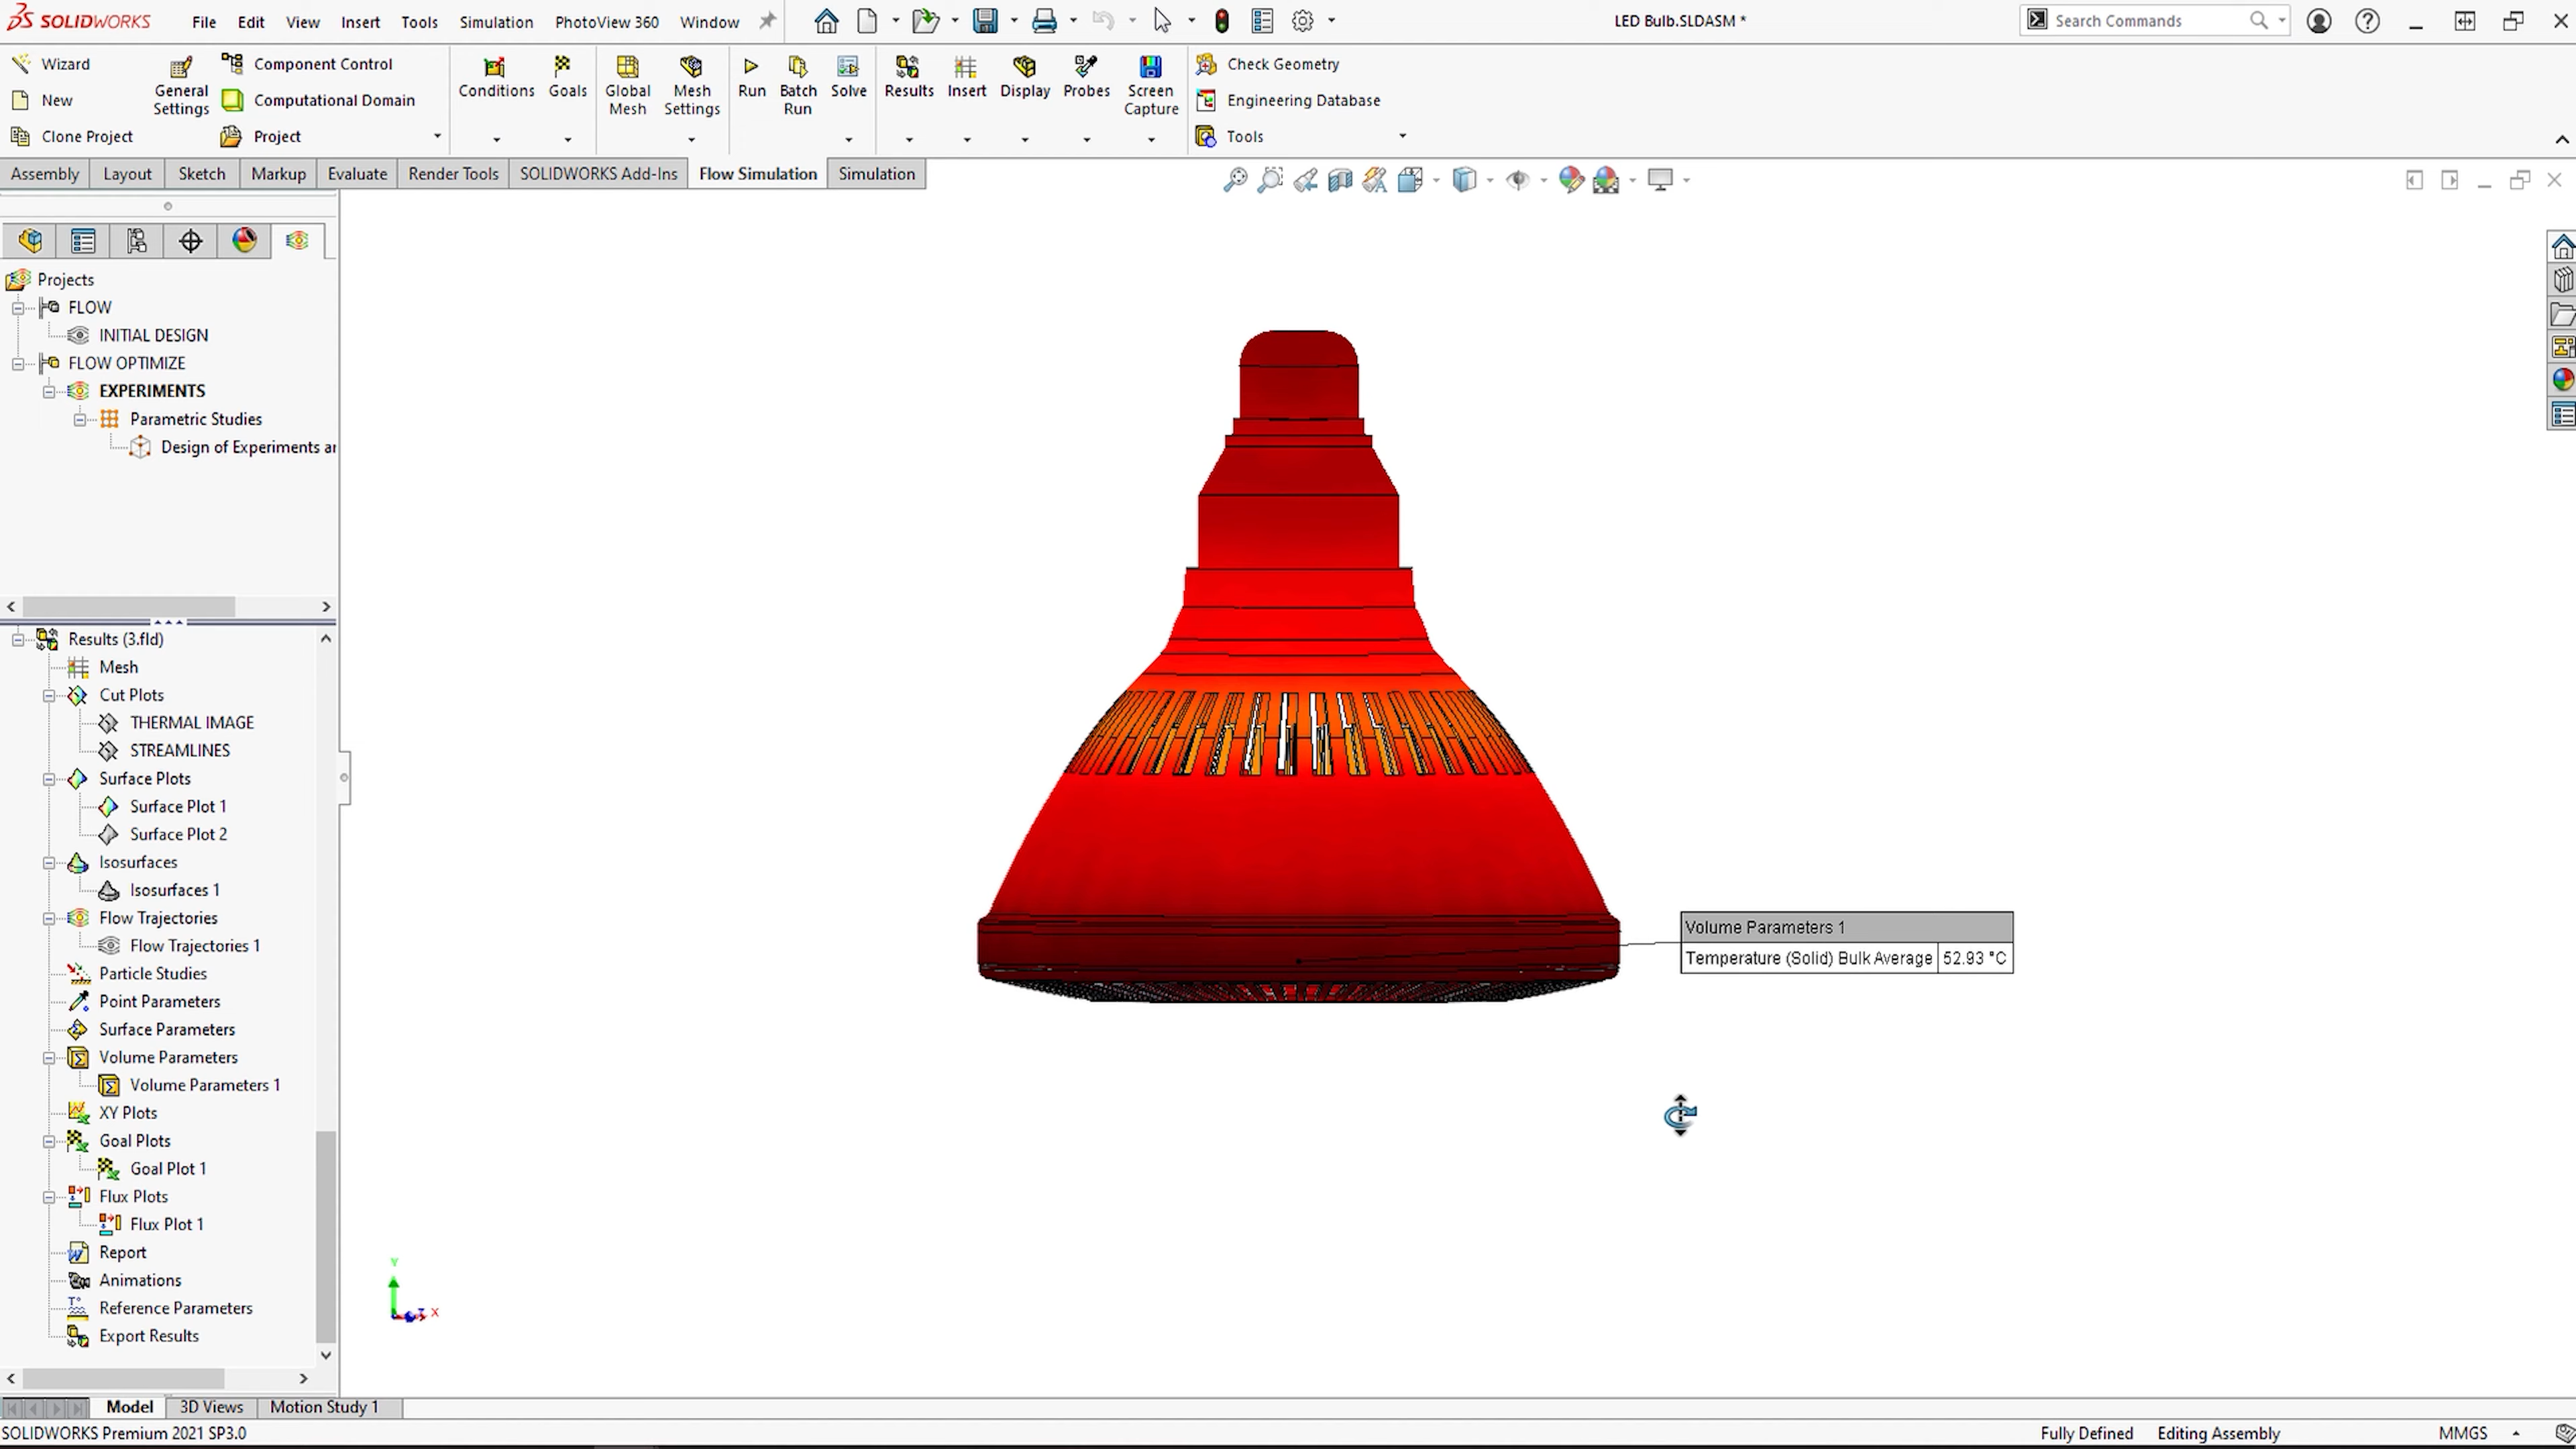 SOLIDWORKS File Edit View Insert Tools Simulation PhotoView 360 Window LED Bulb.SLDASM * Search Commands
Wizard
New
Clone Project
General Settings
Component Control
Computational Domain
Project
Conditions
Goals
Global Mesh
Mesh Settings
Run
Batch Run
Solve
Results
Insert
Display
Probes
Screen Capture
Check Geometry
Engineering Database
Tools
Assembly Layout Sketch Markup Evaluate Render Tools SOLIDWORKS Add-Ins Flow Simulation Simulation
Projects
FLOW
INITIAL DESIGN
FLOW OPTIMIZE
EXPERIMENTS
Parametric Studies
Design of Experiments ar
Results (3.fld)
Mesh
Cut Plots
THERMAL IMAGE
STREAMLINES
Surface Plots
Surface Plot 1
Surface Plot 2
Isosurfaces
Isosurfaces 1
Flow Trajectories
Flow Trajectories 1
Particle Studies
Point Parameters
Surface Parameters
Volume Parameters
Volume Parameters 1
XY Plots
Goal Plots
Goal Plot 1
Flux Plots
Flux Plot 1
Report
Animations
Reference Parameters
Export Results
Volume Parameters 1
Temperature (Solid) Bulk Average 52.93 °C
Y
Z X
Model 3D Views Motion Study 1
SOLIDWORKS Premium 2021 SP3.0 Fully Defined Editing Assembly MMGS